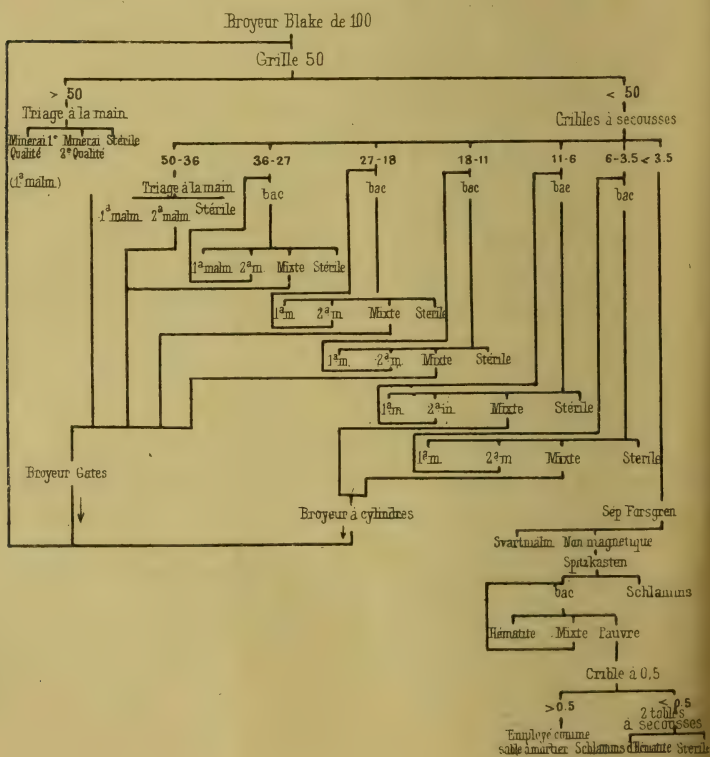 Broyeur Blake de 100
Grille 50
> 50
< 50
Triage à la main
Cribles à secousses
Minerai 1e Minerai Stérile
Qualité 2e Qualité
(1ª malm.)
50-36 36-27 27-18 18-11 11-6 6-3.5 < 3.5
Triage à la main bac bac bac bac bac
1ª malm. 2ª malm. Stérile
1ª malm. 2ª m. Mixte Stérile
1ª m. 2ª m. Mixte Sterile
1ª m. 2ª m. Mixte Stérile
1ª m. 2ª m. Mixte Stérile
1ª m. 2ª m Mixte Sterile
Broyeur Gates
Broyeur à cylindres
Sép Forsgren
Svartmalm Non magnetique
Spitzkasten
bac Schlamms
Hématite Mixte Pauvre
Crible à 0,5
>0.5 < 0.5
2 tables
à secousses
Employé comme
sable à mortier Schlamms d'Hématite Sterile